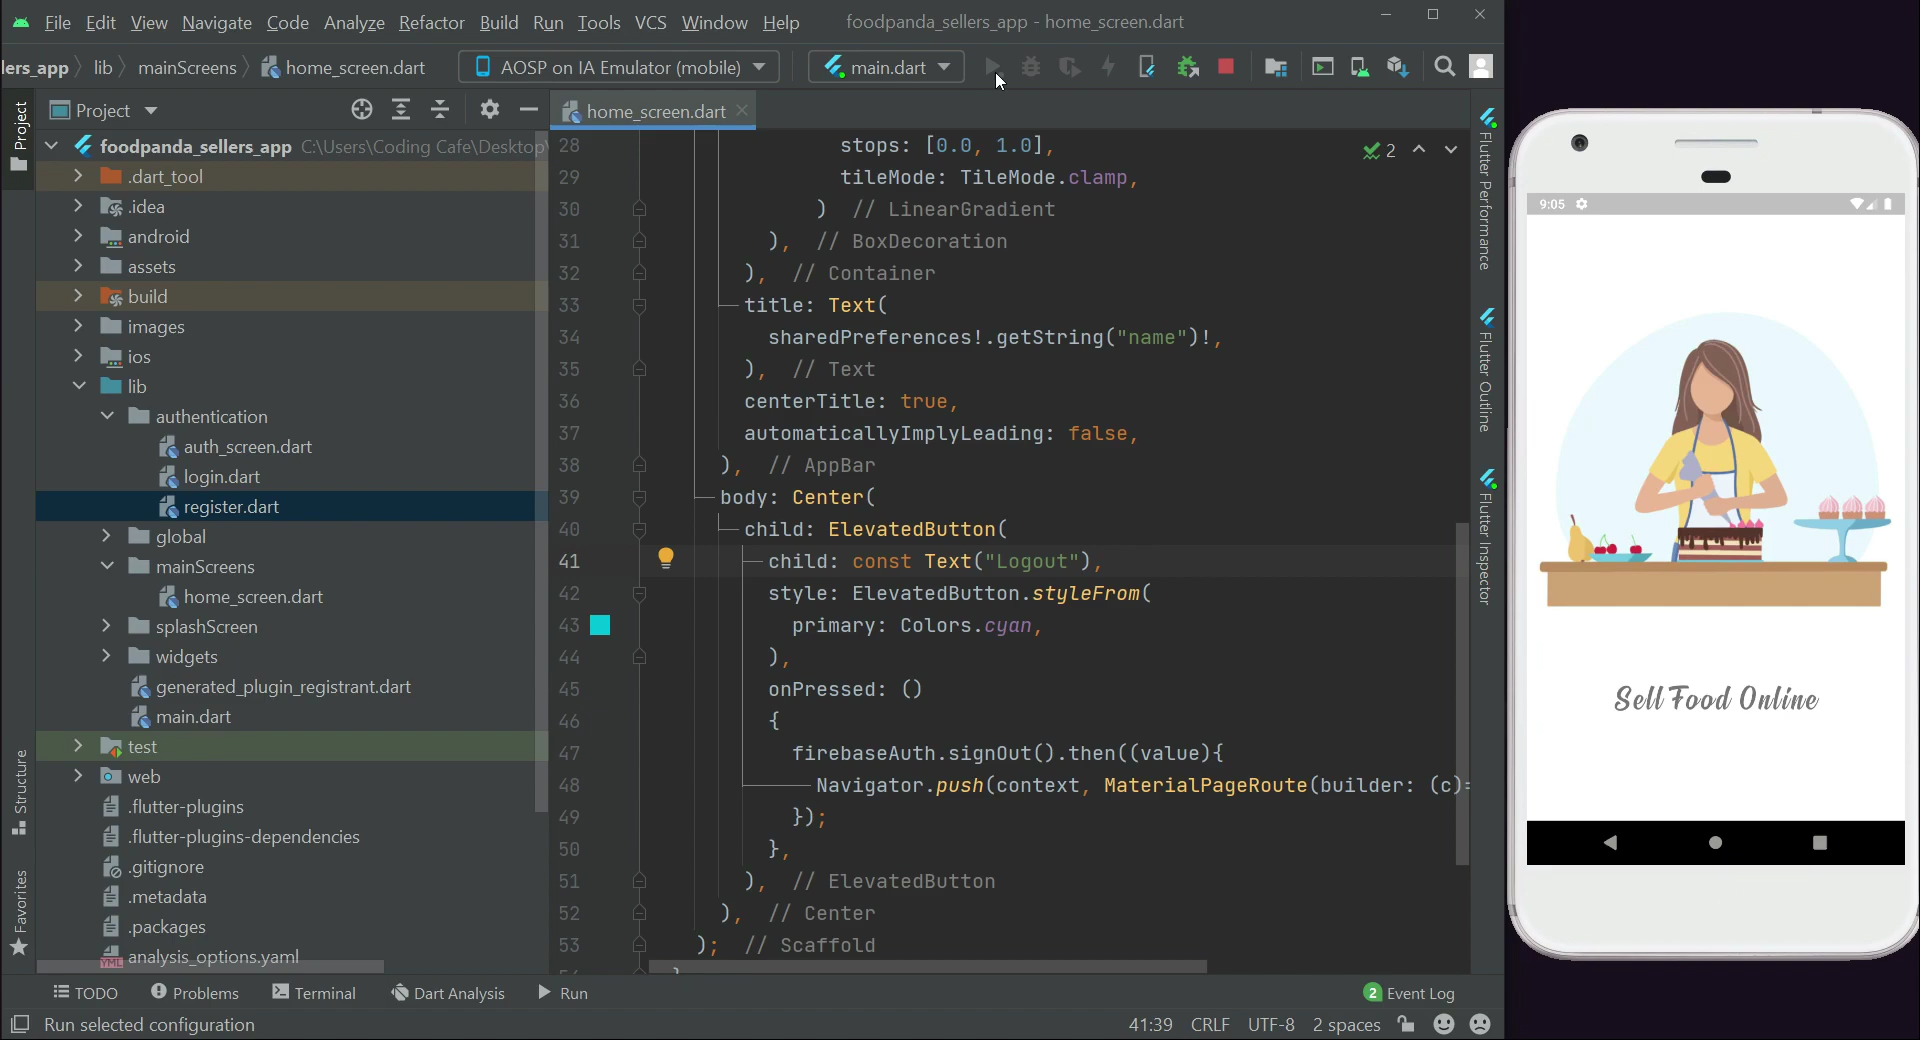 File Edit View Navigate Code Analyze Refactor Build Run Tools VCS Window Help foodpanda_sellers_app - home_screen.dart
lers_app lib mainScreens home_screen.dart AOSP on IA Emulator (mobile) main.dart
Project home_screen.dart
Project
foodpanda_sellers_app C:\Users\Coding Cafe\Desktop\
.dart_tool
.idea
android
assets
build
images
ios
lib
authentication
auth_screen.dart
login.dart
register.dart
global
mainScreens
home_screen.dart
splashScreen
widgets
generated_plugin_registrant.dart
main.dart
test
web
.flutter-plugins
.flutter-plugins-dependencies
.gitignore
.metadata
.packages
analysis_options.yaml
Structure
Favorites
28 stops: [0.0, 1.0],
29 tileMode: TileMode.clamp,
30 ) // LinearGradient
31 ), // BoxDecoration
32 ), // Container
33 title: Text(
34 sharedPreferences!.getString("name")!,
35 ), // Text
36 centerTitle: true,
37 automaticallyImplyLeading: false,
38 ), // AppBar
39 body: Center(
40 child: ElevatedButton(
41 child: const Text("Logout"),
42 style: ElevatedButton.styleFrom(
43 primary: Colors.cyan,
44 ),
45 onPressed: ()
46 {
47 firebaseAuth.signOut().then((value){
48 Navigator.push(context, MaterialPageRoute(builder: (c)=
49 });
50 },
51 ), // ElevatedButton
52 ), // Center
53 ); // Scaffold
2
Flutter Performance
Flutter Outline
Flutter Inspector
9:05
Sell Food Online
TODO Problems Terminal Dart Analysis Run 2 Event Log
Run selected configuration 41:39 CRLF UTF-8 2 spaces